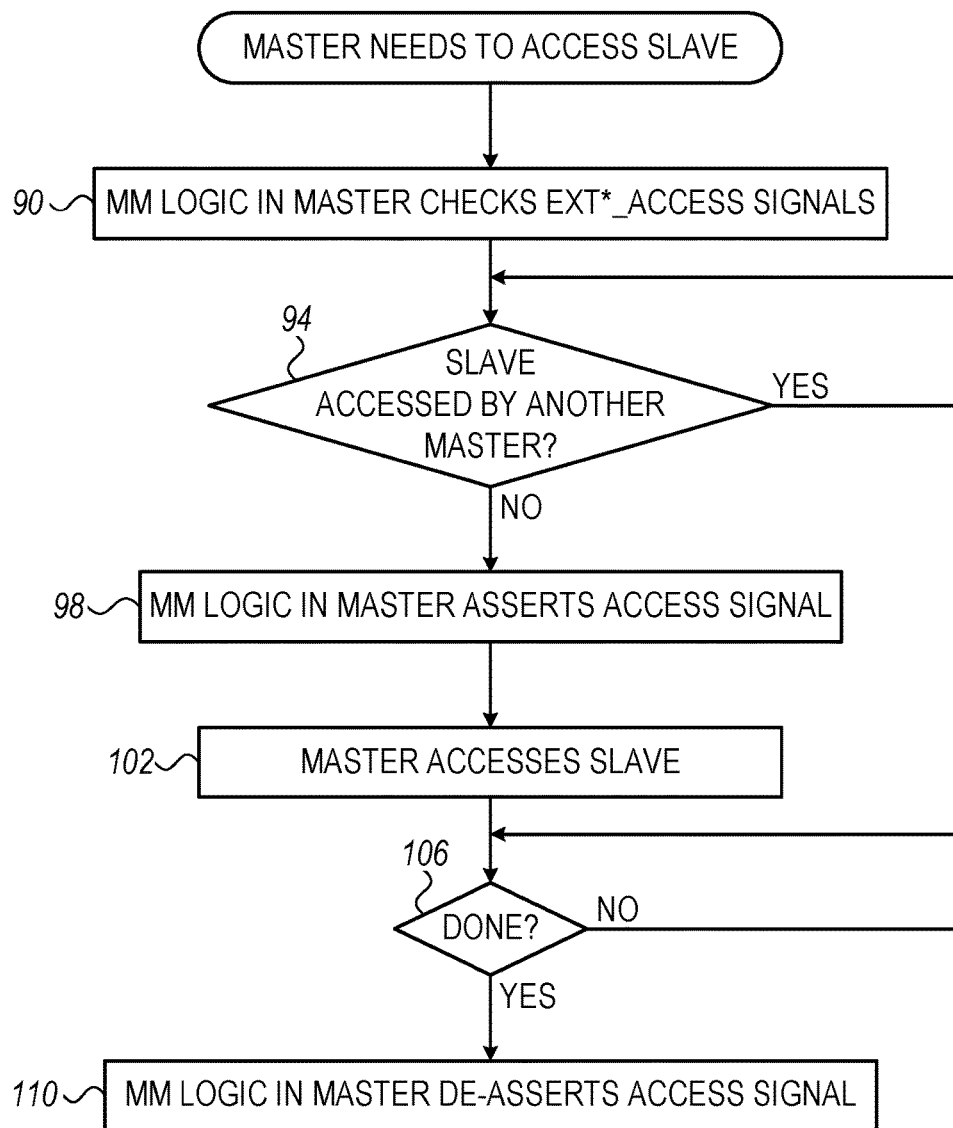 MASTER NEEDS TO ACCESS SLAVE
90
MM LOGIC IN MASTER CHECKS EXT*_ACCESS SIGNALS
94
SLAVE
ACCESSED BY ANOTHER
MASTER?
YES
NO
98
MM LOGIC IN MASTER ASSERTS ACCESS SIGNAL
102
MASTER ACCESSES SLAVE
106
DONE?
NO
YES
110
MM LOGIC IN MASTER DE-ASSERTS ACCESS SIGNAL